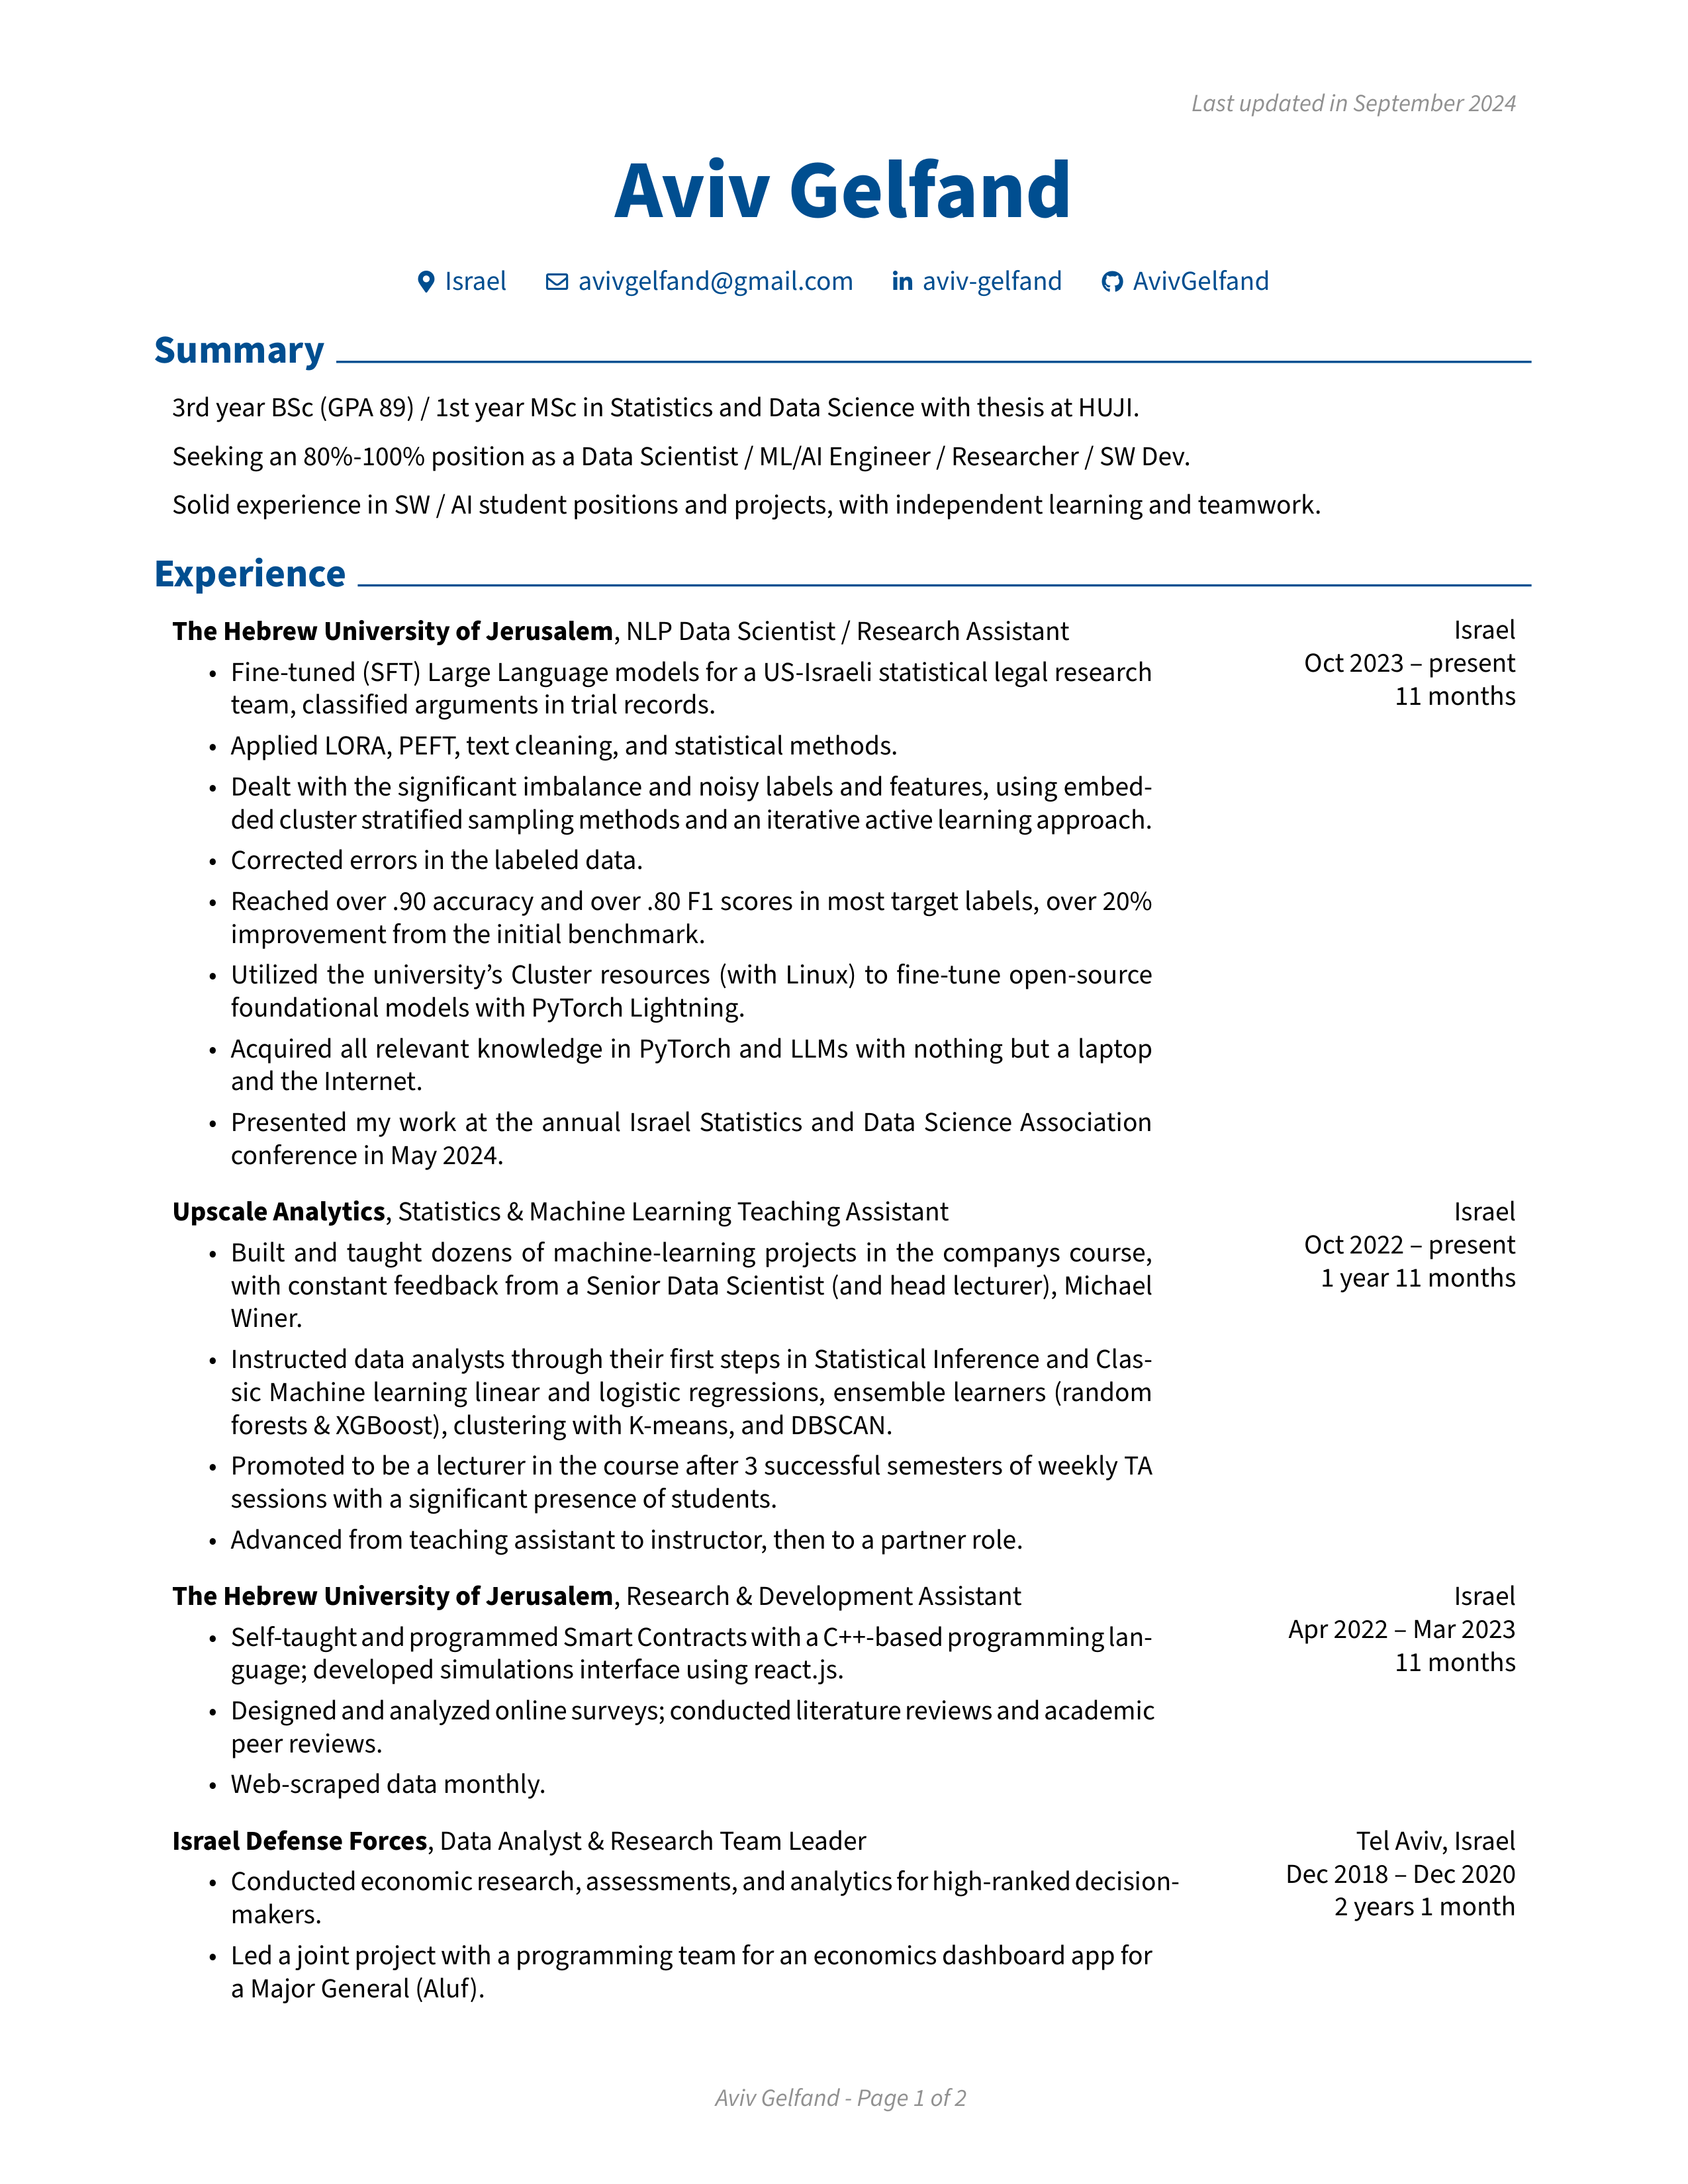 Last updated in September 2024
Aviv Gelfand
Israel avivgelfand@gmail.com aviv-gelfand AvivGelfand
Summary
3rd year BSc (GPA 89) / 1st year MSc in Statistics and Data Science with thesis at HUJI.
Seeking an 80%-100% position as a Data Scientist / ML/AI Engineer / Researcher / SW Dev.
Solid experience in SW / AI student positions and projects, with independent learning and teamwork.
Experience
The Hebrew University of Jerusalem, NLP Data Scientist / Research Assistant
Israel
Oct 2023 – present
11 months
• Fine-tuned (SFT) Large Language models for a US-Israeli statistical legal research
team, classified arguments in trial records.
• Applied LORA, PEFT, text cleaning, and statistical methods.
• Dealt with the significant imbalance and noisy labels and features, using embed-
ded cluster stratified sampling methods and an iterative active learning approach.
• Corrected errors in the labeled data.
• Reached over .90 accuracy and over .80 F1 scores in most target labels, over 20%
improvement from the initial benchmark.
• Utilized the university’s Cluster resources (with Linux) to fine-tune open-source
foundational models with PyTorch Lightning.
• Acquired all relevant knowledge in PyTorch and LLMs with nothing but a laptop
and the Internet.
• Presented my work at the annual Israel Statistics and Data Science Association
conference in May 2024.
Upscale Analytics, Statistics & Machine Learning Teaching Assistant
Israel
Oct 2022 – present
1 year 11 months
• Built and taught dozens of machine-learning projects in the companys course,
with constant feedback from a Senior Data Scientist (and head lecturer), Michael
Winer.
• Instructed data analysts through their first steps in Statistical Inference and Clas-
sic Machine learning linear and logistic regressions, ensemble learners (random
forests & XGBoost), clustering with K-means, and DBSCAN.
• Promoted to be a lecturer in the course after 3 successful semesters of weekly TA
sessions with a significant presence of students.
• Advanced from teaching assistant to instructor, then to a partner role.
The Hebrew University of Jerusalem, Research & Development Assistant
Israel
Apr 2022 – Mar 2023
11 months
• Self-taught and programmed Smart Contracts with a C++-based programming lan-
guage; developed simulations interface using react.js.
• Designed and analyzed online surveys; conducted literature reviews and academic
peer reviews.
• Web-scraped data monthly.
Israel Defense Forces, Data Analyst & Research Team Leader
Tel Aviv, Israel
Dec 2018 – Dec 2020
2 years 1 month
• Conducted economic research, assessments, and analytics for high-ranked decision-
makers.
• Led a joint project with a programming team for an economics dashboard app for
a Major General (Aluf).
Aviv Gelfand - Page 1 of 2